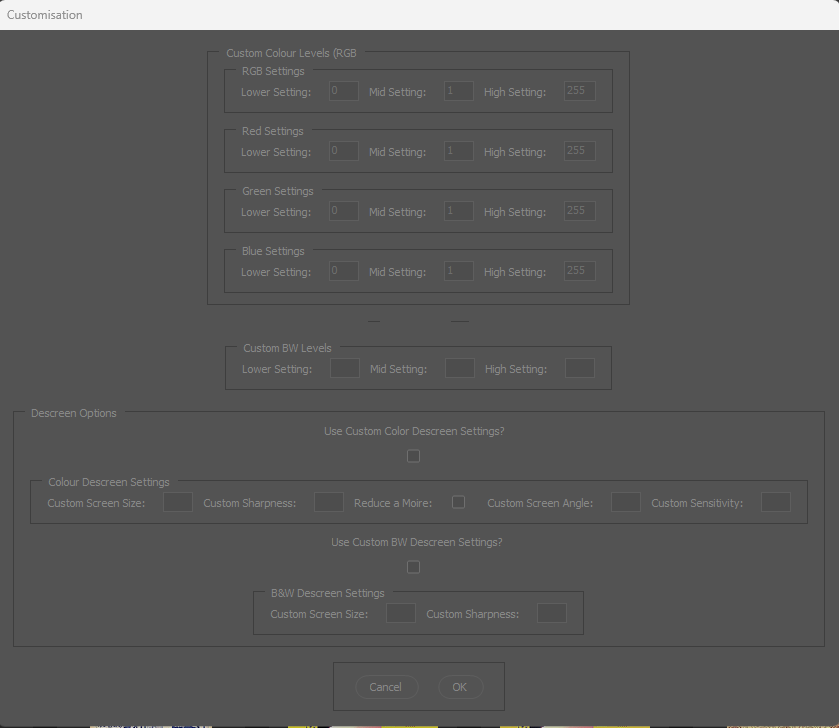 Customisation
Custom Colour Levels (RGB
RGB Settings
Lower Setting: 0 Mid Setting: 1 High Setting: 255
Red Settings
Lower Setting: 0 Mid Setting: 1 High Setting: 255
Green Settings
Lower Setting: 0 Mid Setting: 1 High Setting: 255
Blue Settings
Lower Setting: 0 Mid Setting: 1 High Setting: 255
Custom BW Levels
Lower Setting: Mid Setting: High Setting:
Descreen Options
Use Custom Color Descreen Settings?
Colour Descreen Settings
Custom Screen Size: Custom Sharpness: Reduce a Moire: Custom Screen Angle: Custom Sensitivity:
Use Custom BW Descreen Settings?
B&W Descreen Settings
Custom Screen Size: Custom Sharpness:
Cancel OK